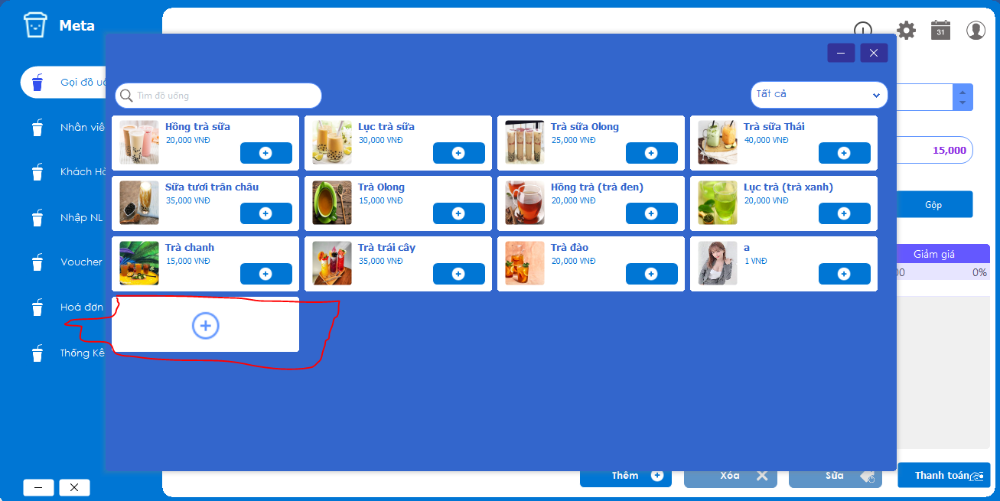 Meta
31
Gọi đồ uố
Nhân viê
Khách Hà
Nhập NL
Voucher
Hoá đơn
Thống Kê
Tìm đồ uống
Tất cả
Hồng trà sữa
20,000 VNĐ
Lục trà sữa
30,000 VNĐ
Trà sữa Olong
25,000 VNĐ
Trà sữa Thái
40,000 VNĐ
Sữa tươi trân châu
35,000 VNĐ
Trà Olong
15,000 VNĐ
Hồng trà (trà đen)
20,000 VNĐ
Lục trà (trà xanh)
20,000 VNĐ
Trà chanh
15,000 VNĐ
Trà trái cây
35,000 VNĐ
Trà đào
20,000 VNĐ
a
1 VNĐ
15,000
Gộp
Giảm giá
00 0%
Thêm
Xóa
Sửa
Thanh toán